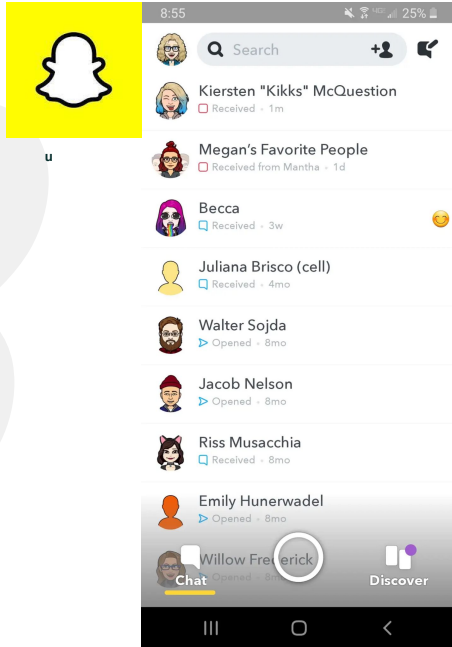 8:55
25%
Search
u
Kiersten "Kikks" McQuestion
Received · 1m
Megan's Favorite People
Received from Mantha · 1d
Becca
Received · 3w
Juliana Brisco (cell)
Received · 4mo
Walter Sojda
Opened · 8mo
Jacob Nelson
Opened · 8mo
Riss Musacchia
Received · 8mo
Emily Hunerwadel
Opened · 8mo
Willow Frederick
Opened · 8m
Chat
Discover